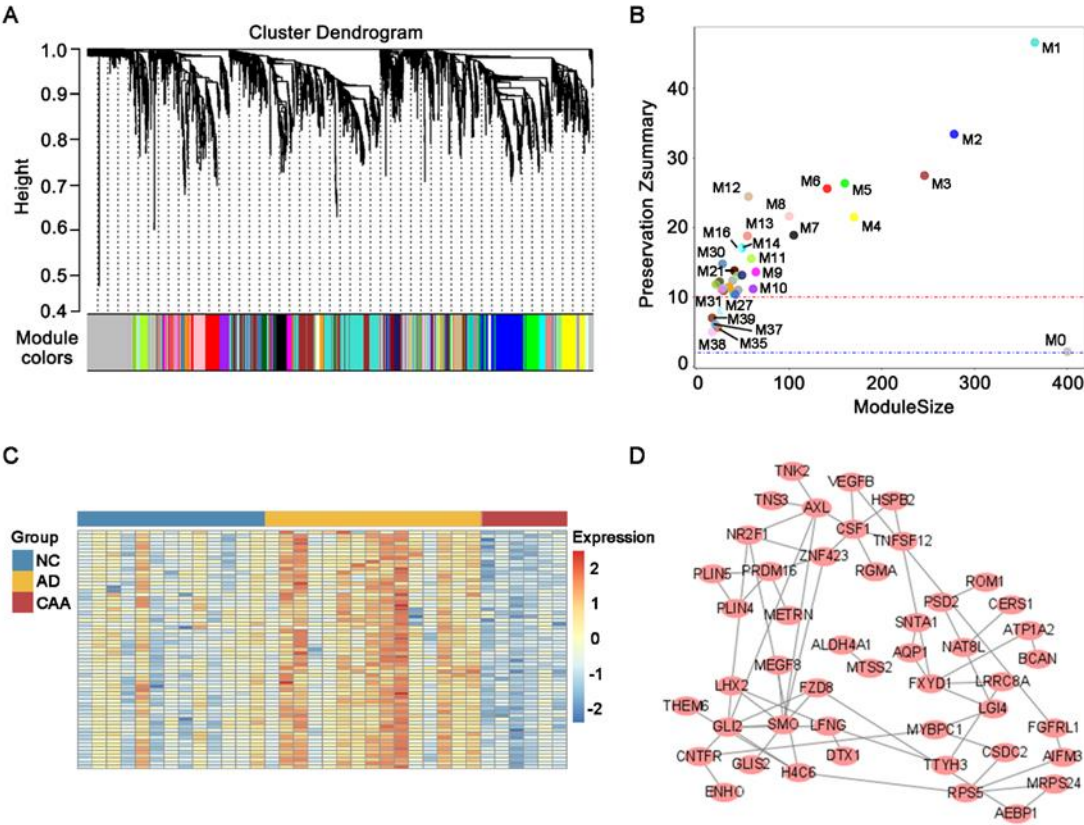 A
Cluster Dendrogram
Height
1.0
0.9
0.8
0.7
0.6
0.5
0.4
Module colors
B
Preservation Zsummary
40
30
20
10
0
M1
M2
M3
M6
M5
M4
M12
M8
M7
M13
M16
M14
M30
M11
M21
M9
M10
M31
M27
M39
M37
M38
M35
M0
0
100
200
300
400
ModuleSize
C
Group
NC
AD
CAA
Expression
2
1
0
-1
-2
D
TNK2
VEGFB
TNS3
AXL
HSPB2
CSF1
NR2F1
TNFSF12
ZNF423
PLIN5
PRDM16
RGMA
ROM1
PLIN4
METRN
PSD2
CERS1
SNTA1
ATP1A2
ALDH4A1
NAT8L
AQP1
BCAN
MEGF8
MTSS2
LHX2
FZD8
FXYD1
LRRC8A
THEM6
LGI4
GLI2
SMO
LFNG
MYBPC1
FGFRL1
CNTFR
GLIS2
DTX1
CSDC2
H4C6
TTYH3
AIFM3
ENHO
RPS5
MRPS24
AEBP1